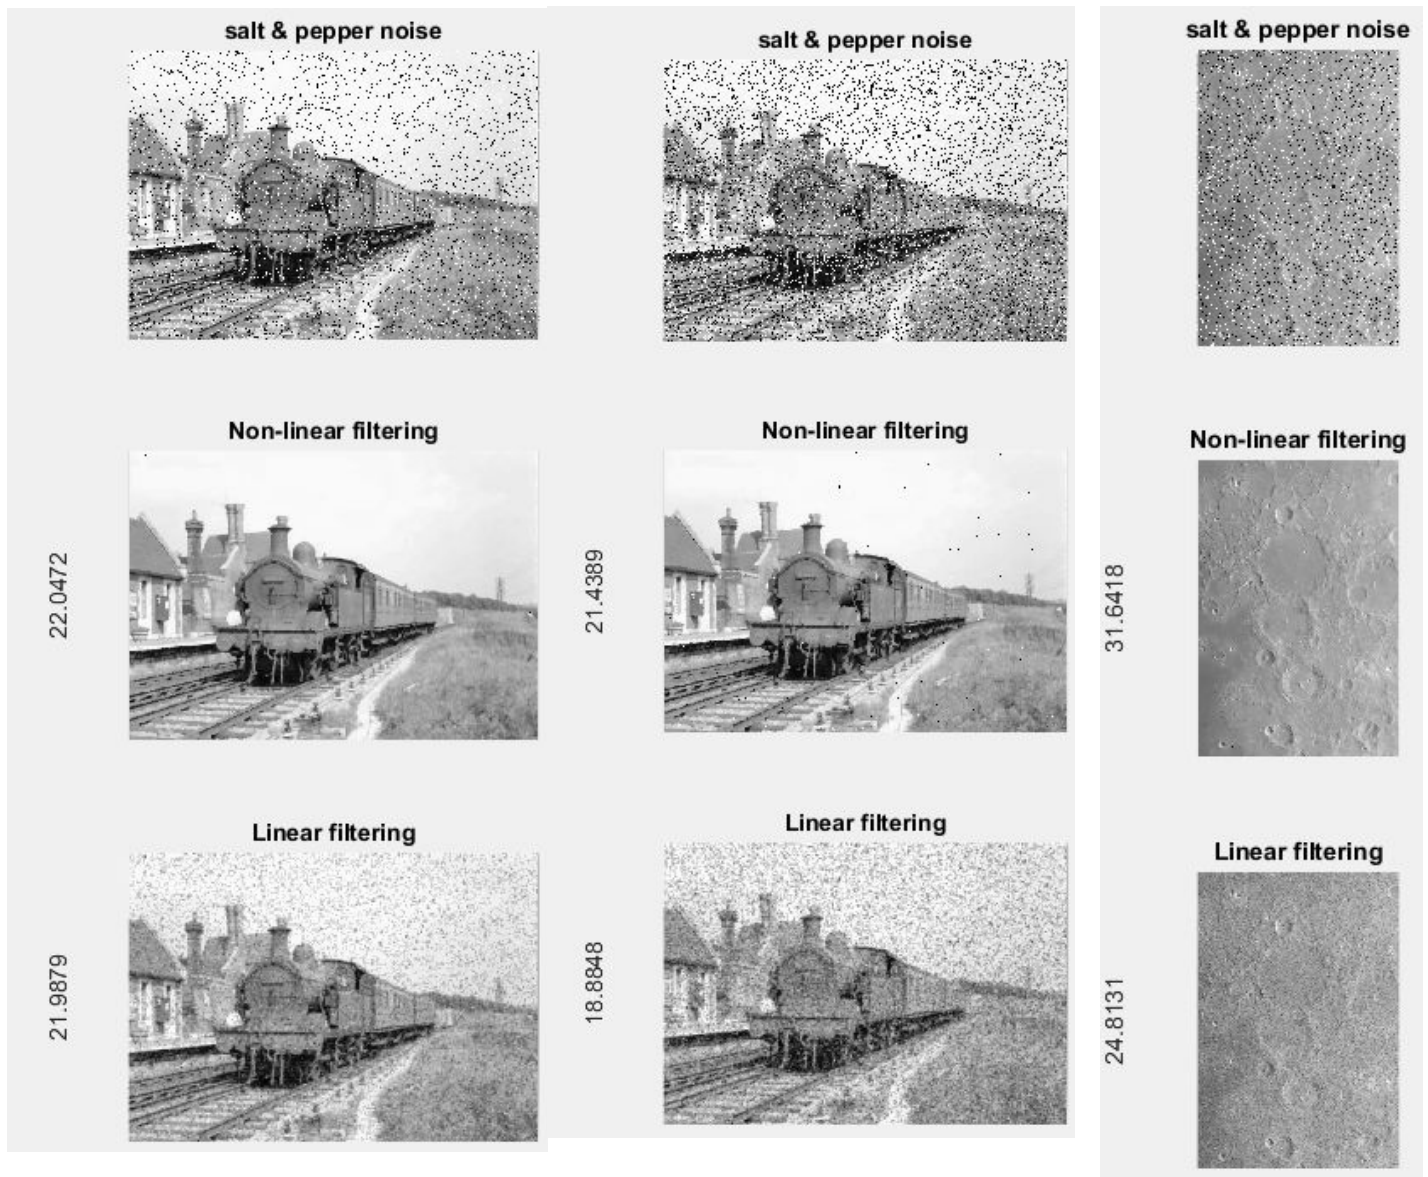 salt & pepper noise
Non-linear filtering
22.0472
Linear filtering
21.9879
salt & pepper noise
Non-linear filtering
21.4389
Linear filtering
18.8848
salt & pepper noise
Non-linear filtering
31.6418
Linear filtering
24.8131